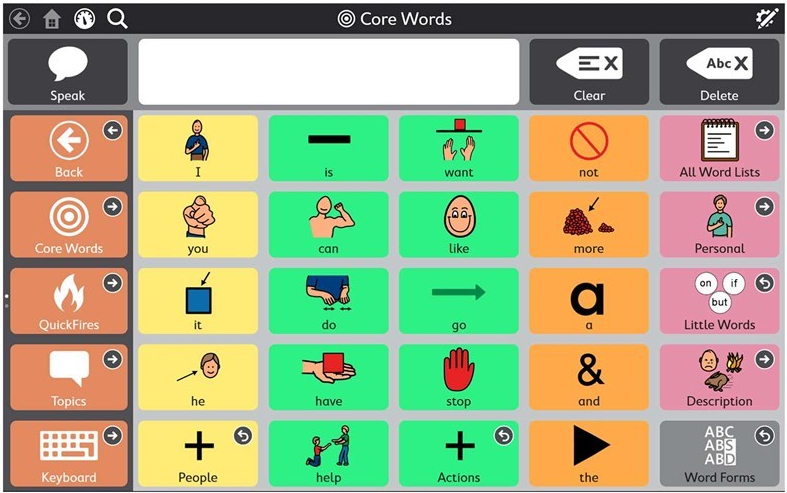 Core Words
Speak
Clear
Abc X
Delete
Back
I
is
want
not
All Word Lists
Core Words
you
can
like
more
Personal
QuickFires
it
do
go
a
a
on if
but
Little Words
Topics
he
have
stop
&
and
Description
Keyboard
People
help
Actions
the
ABC
ABS
ABD
Word Forms